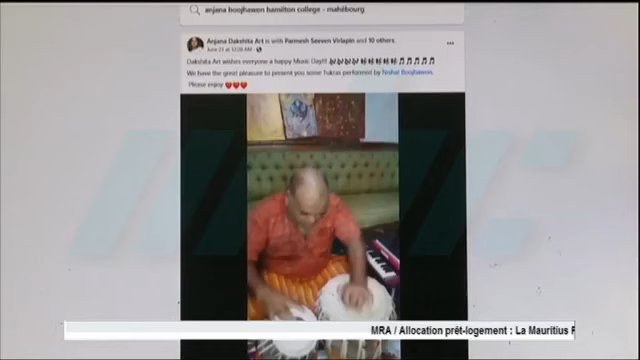 anjana boojhawon hamilton college - mahébourg
Anjana Dakshita Art is with Parmesh Seeven Virlapin and 10 others.
June 21 at 12:28 AM
Dakshita Art wishes everyone a happy Music Day!!!
We have the great pleasure to present you some Tukras performed by Nishal Boojhawon.
Please enjoy ❤❤❤
MRA / Allocation prêt-logement : La Mauritius R